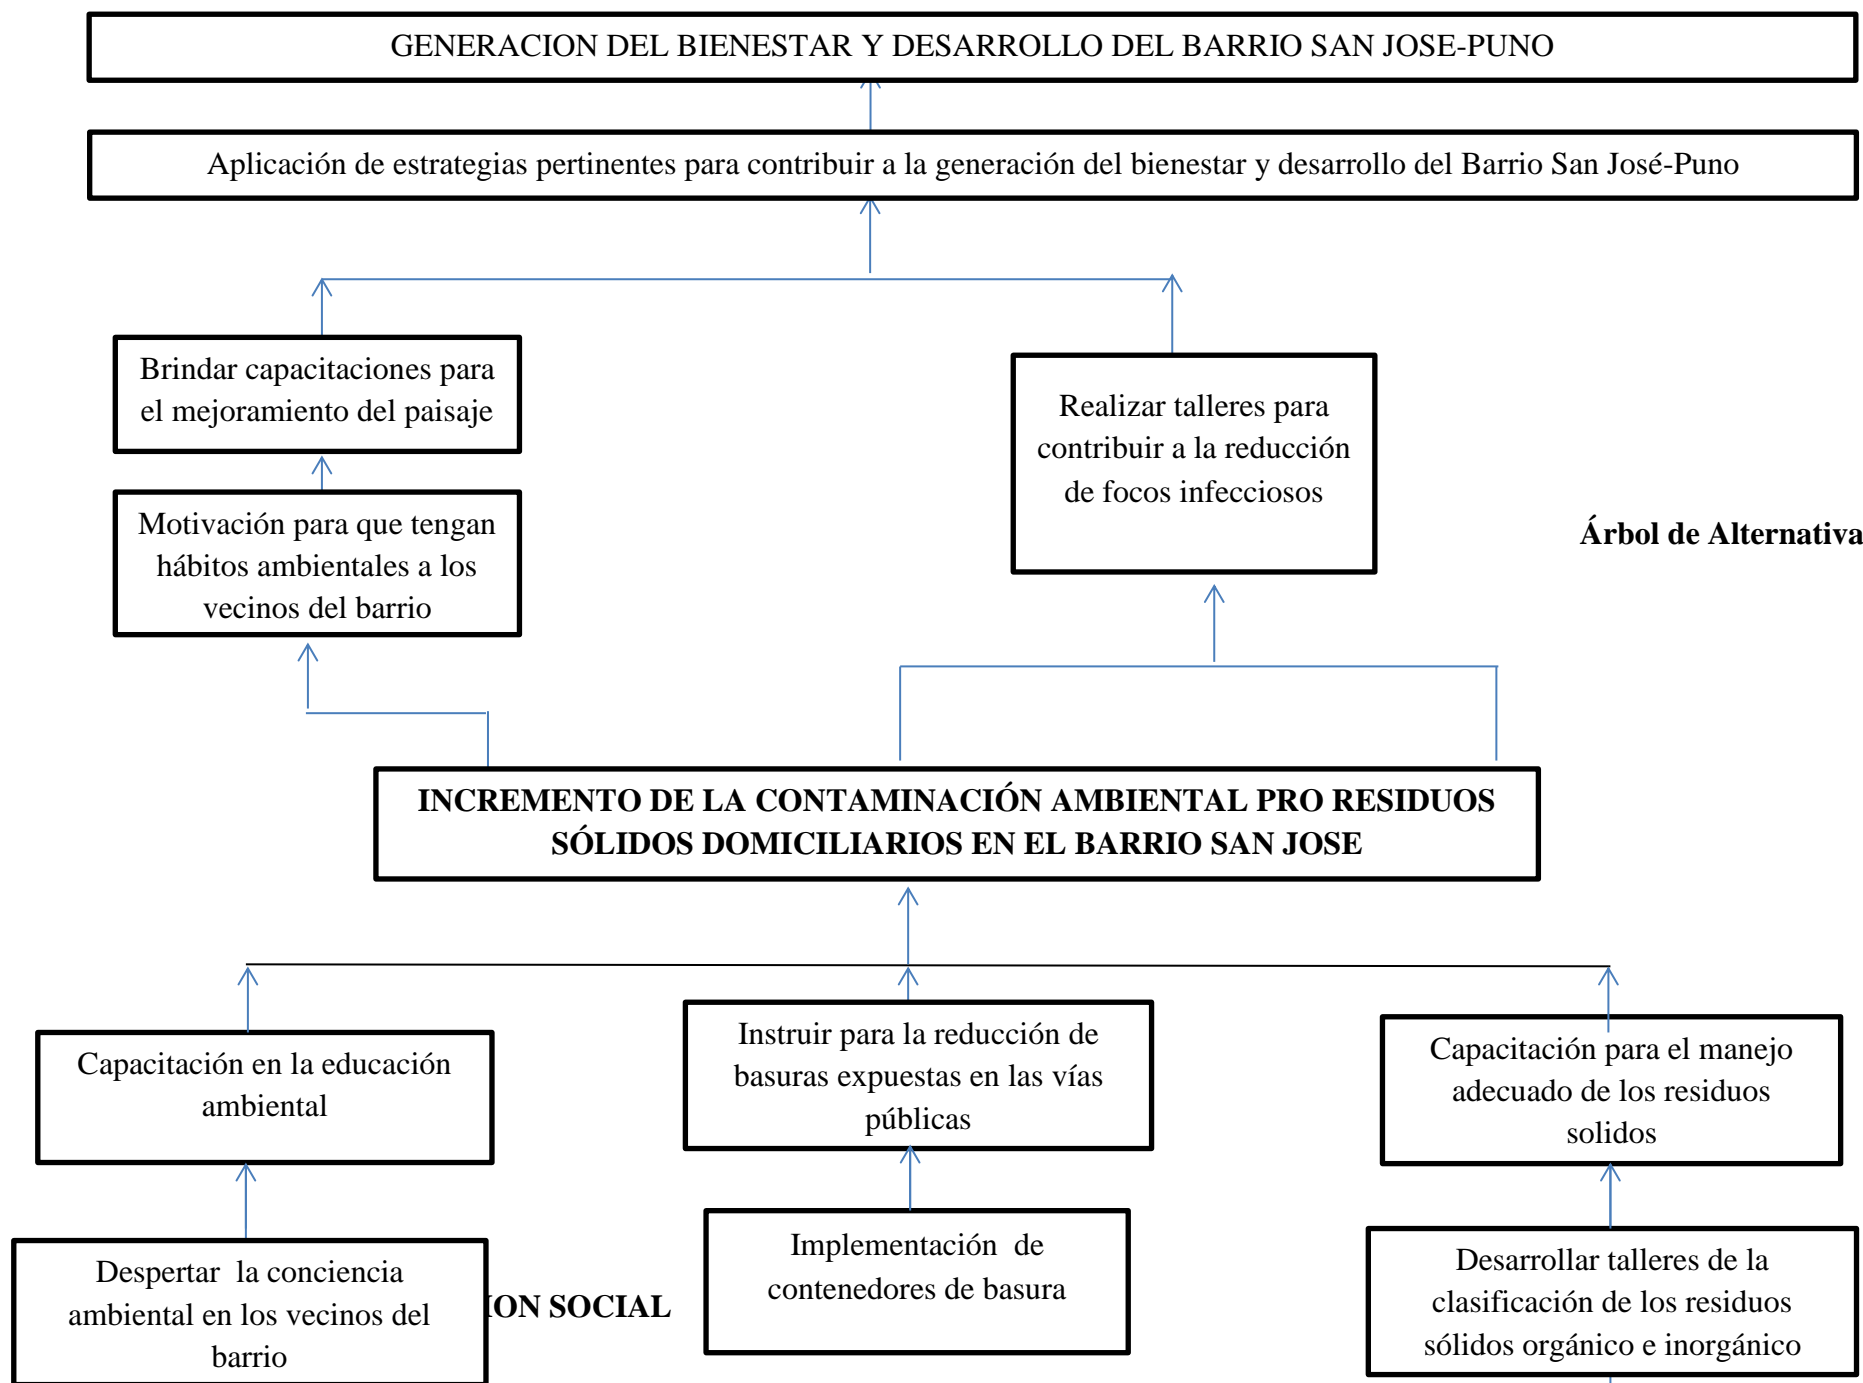 GENERACION DEL BIENESTAR Y DESARROLLO DEL BARRIO SAN JOSE-PUNO
Aplicación de estrategias pertinentes para contribuir a la generación del bienestar y desarrollo del Barrio San José-Puno
Brindar capacitaciones para
el mejoramiento del paisaje
Realizar talleres para
contribuir a la reducción
de focos infecciosos
Motivación para que tengan
hábitos ambientales a los
vecinos del barrio
Árbol de Alternativa
INCREMENTO DE LA CONTAMINACIÓN AMBIENTAL PRO RESIDUOS
SÓLIDOS DOMICILIARIOS EN EL BARRIO SAN JOSE
Capacitación en la educación
ambiental
Instruir para la reducción de
basuras expuestas en las vías
públicas
Capacitación para el manejo
adecuado de los residuos
solidos
Despertar la conciencia
ambiental en los vecinos del
barrio
ION SOCIAL
Implementación de
contenedores de basura
Desarrollar talleres de la
clasificación de los residuos
sólidos orgánico e inorgánico